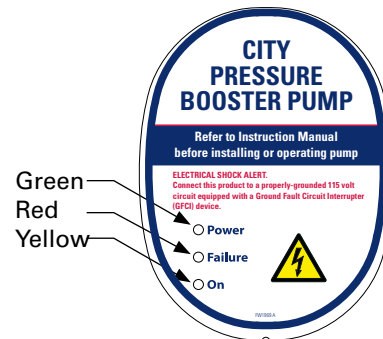 CITY
PRESSURE
BOOSTER PUMP
Refer to Instruction Manual
before installing or operating pump
ELECTRICAL SHOCK ALERT.
Connect this product to a properly-grounded 115 volt
circuit equipped with a Ground Fault Circuit Interrupter
(GFCI) device.
Green
Red
Yellow
Power
Failure
On